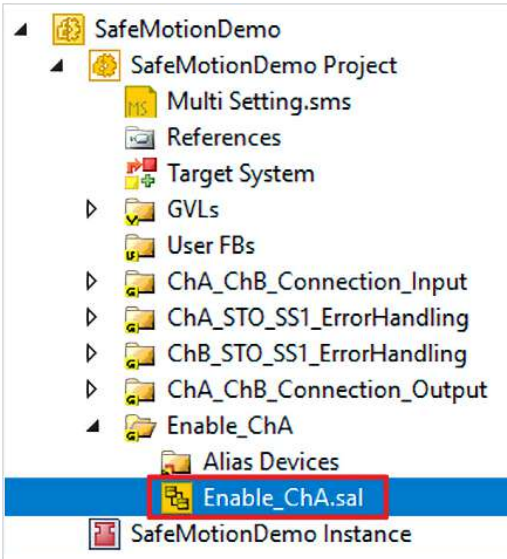 SafeMotionDemo
SafeMotionDemo Project
MS Multi Setting.sms
References
Target System
GVLs
User FBs
ChA_ChB_Connection_Input
ChA_STO_SS1_ErrorHandling
ChB_STO_SS1_ErrorHandling
ChA_ChB_Connection_Output
Enable_ChA
Alias Devices
Enable_ChA.sal
SafeMotionDemo Instance